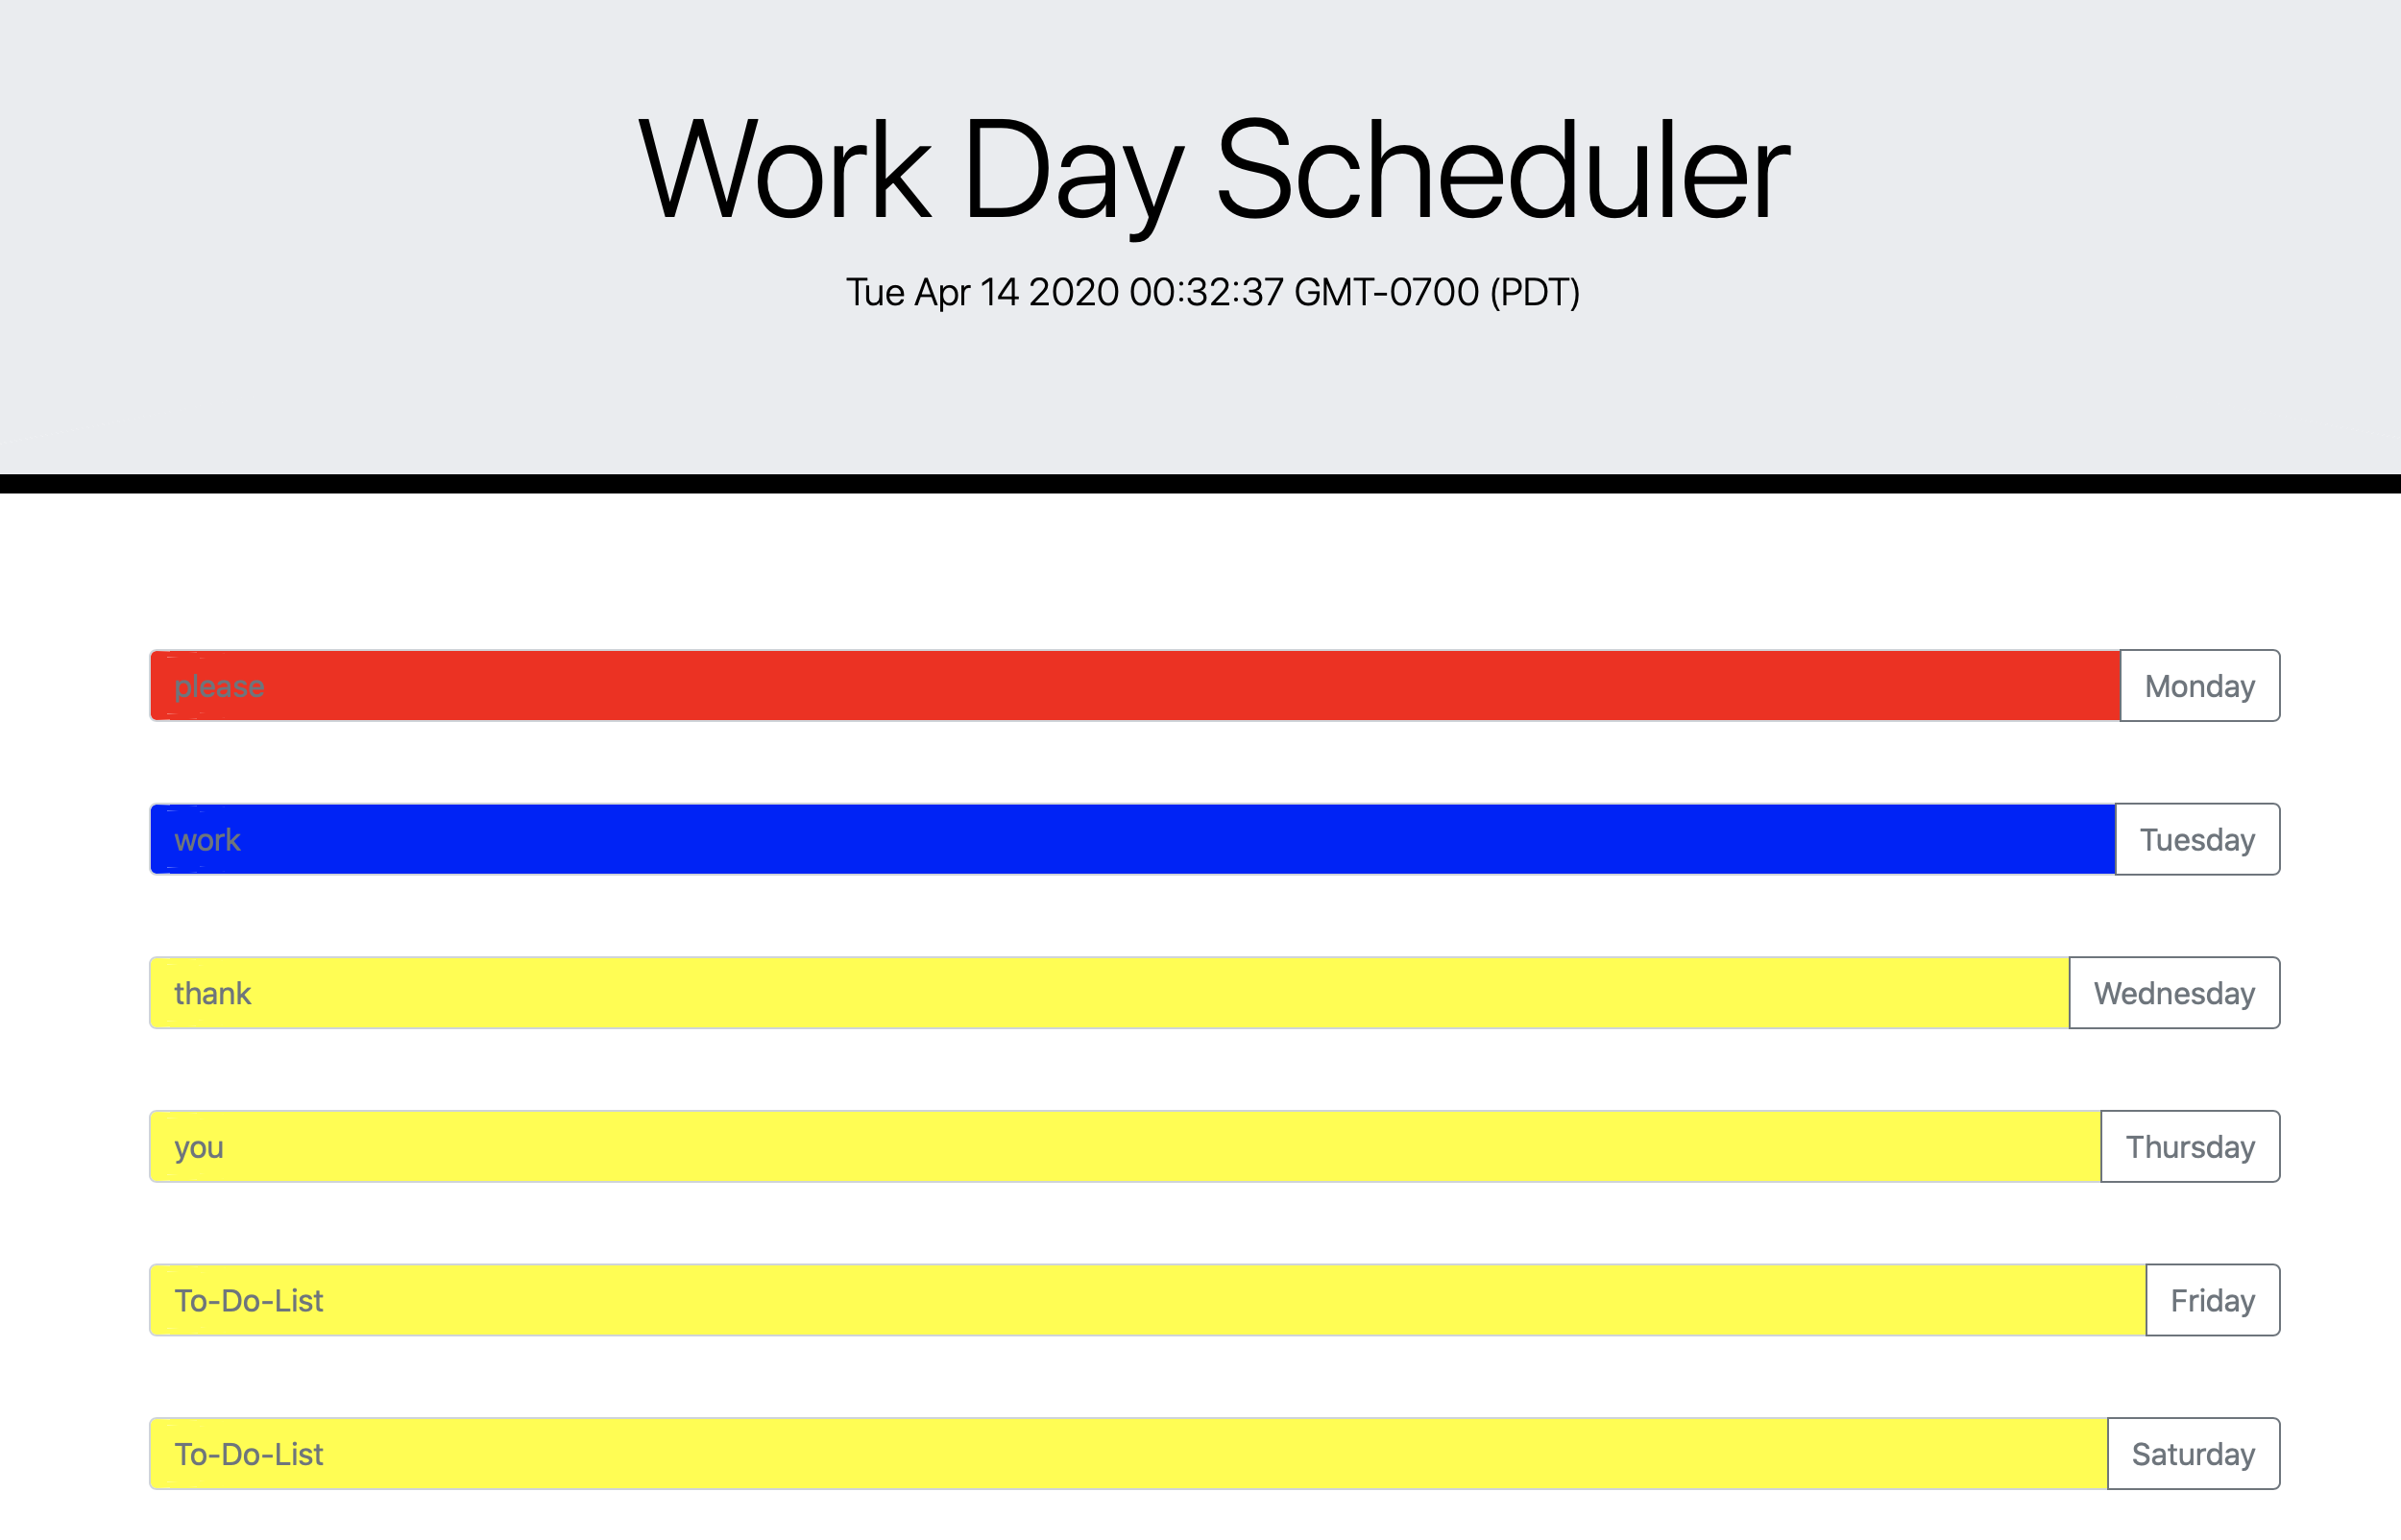 Work Day Scheduler
Tue Apr 14 2020 00:32:37 GMT-0700 (PDT)
please Monday
work Tuesday
thank Wednesday
you Thursday
To-Do-List Friday
To-Do-List Saturday